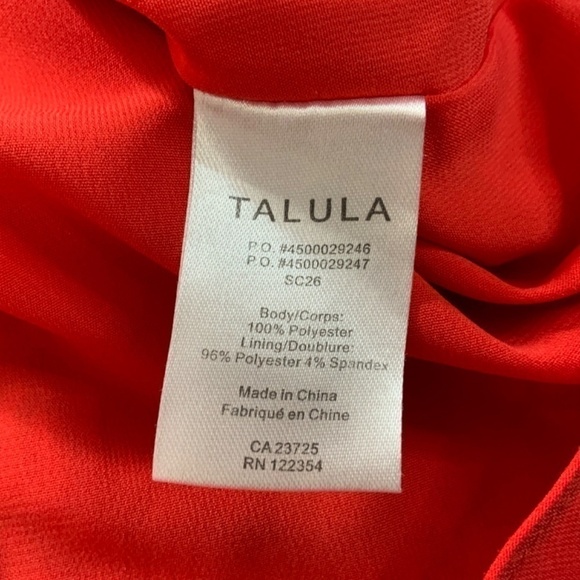 TALULA
P.O. #4500029246
P.O. #4500029247
SC26
Body/Corps:
100% Polyester
Lining/Doublure:
96% Polyester 4% Spandex
Made in China
Fabriqué en Chine
CA 23725
RN 122354